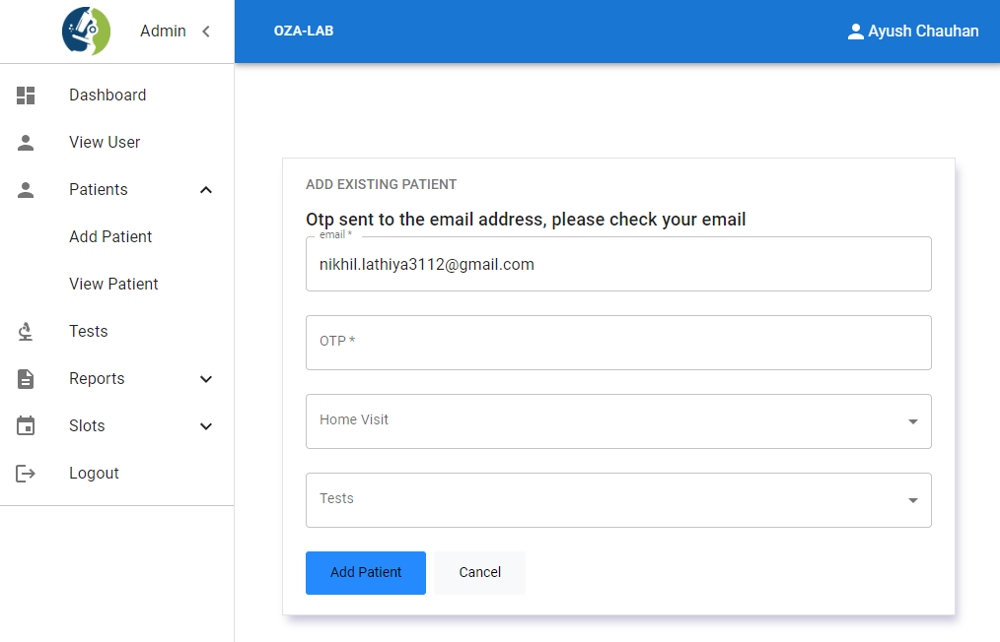 Admin
OZA-LAB
Ayush Chauhan
Dashboard
View User
Patients
Add Patient
View Patient
Tests
Reports
Slots
Logout
ADD EXISTING PATIENT
Otp sent to the email address, please check your email
email *
nikhil.lathiya3112@gmail.com
OTP *
Home Visit
Tests
Add Patient
Cancel